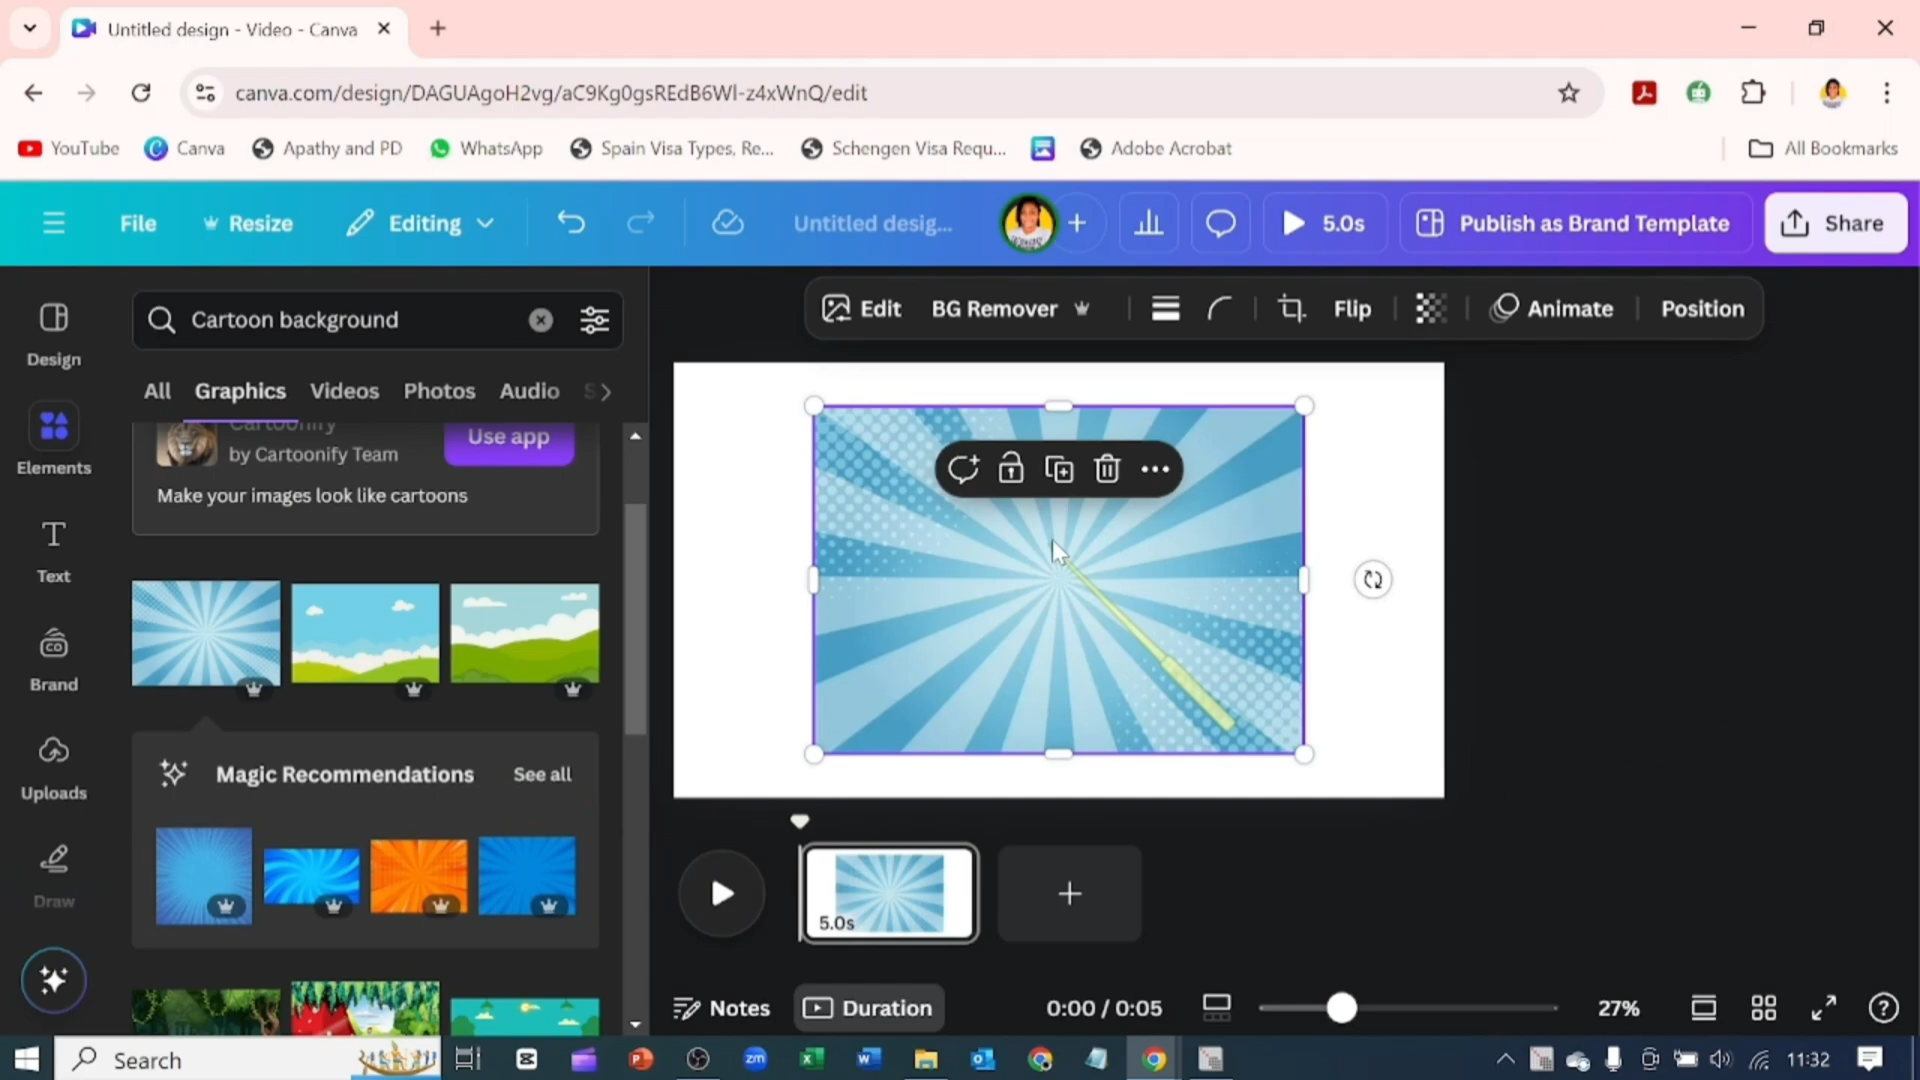 Untitled design - Video - Canva
canva.com/design/DAGUAgoH2vg/aC9Kg0gsREdB6Wl-z4xWnQ/edit
YouTube Canva Apathy and PD WhatsApp Spain Visa Types, Re... Schengen Visa Requ... Adobe Acrobat All Bookmarks
File Resize Editing Untitled desig... 5.0s Publish as Brand Template Share
Cartoon background
Edit BG Remover Flip Animate Position
Design
All Graphics Videos Photos Audio S
Elements
Cartoonify
by Cartoonify Team
Use app
Make your images look like cartoons
Text
Brand
Uploads
Draw
Magic Recommendations See all
5.0s
Notes Duration 0:00 / 0:05 27%
Search
11:32